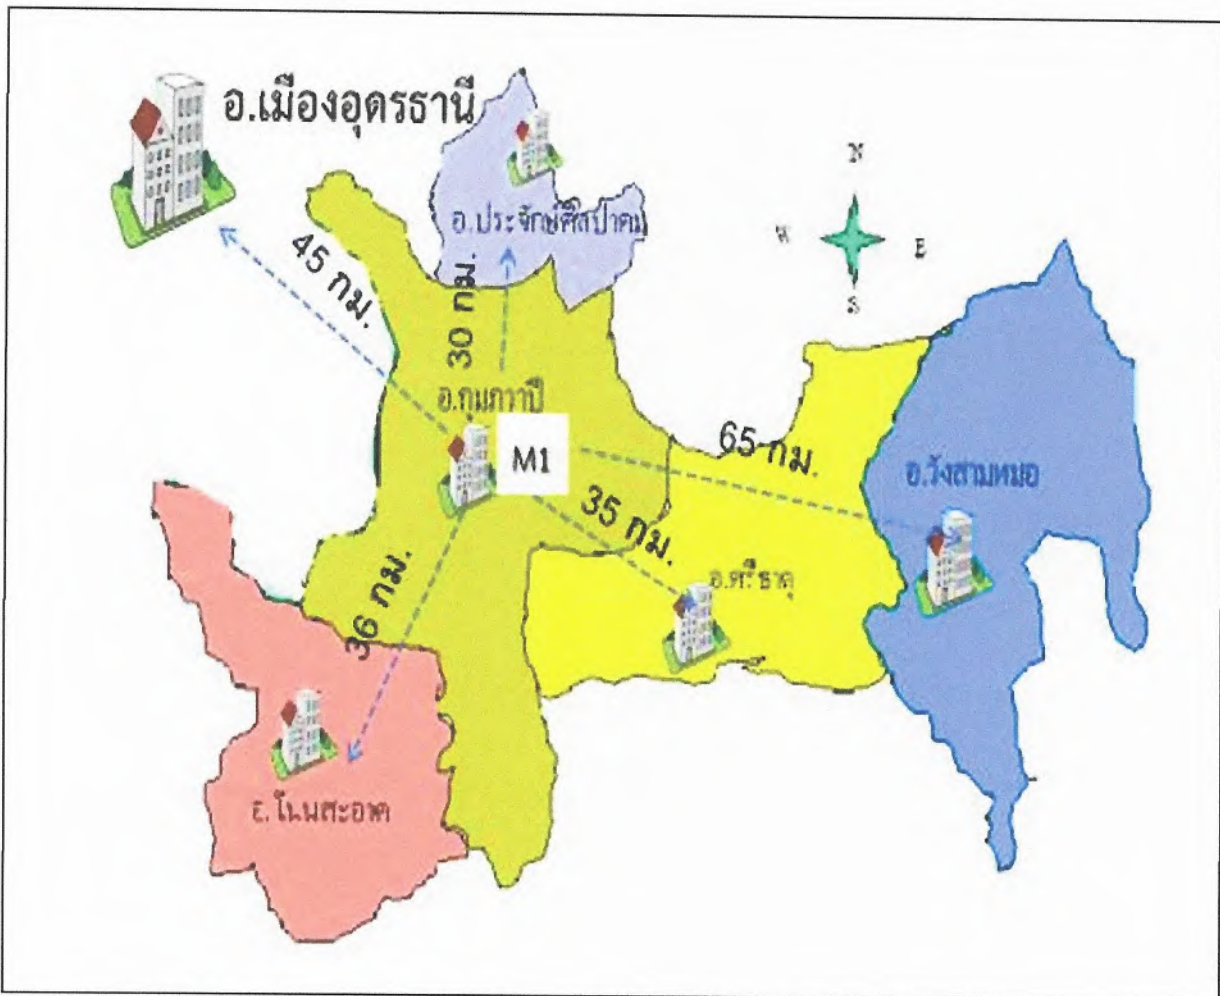 อ.เมืองอุดรธานี
อ.ประจักษ์ศิลปาคม
N
W
E
S
45 กม.
30 กม.
อ.กุมภวาปี
M1
65 กม.
อ.วังสามหมอ
35 กม.
อ.ศรีธาตุ
36 กม.
อ.โนนสะอาด